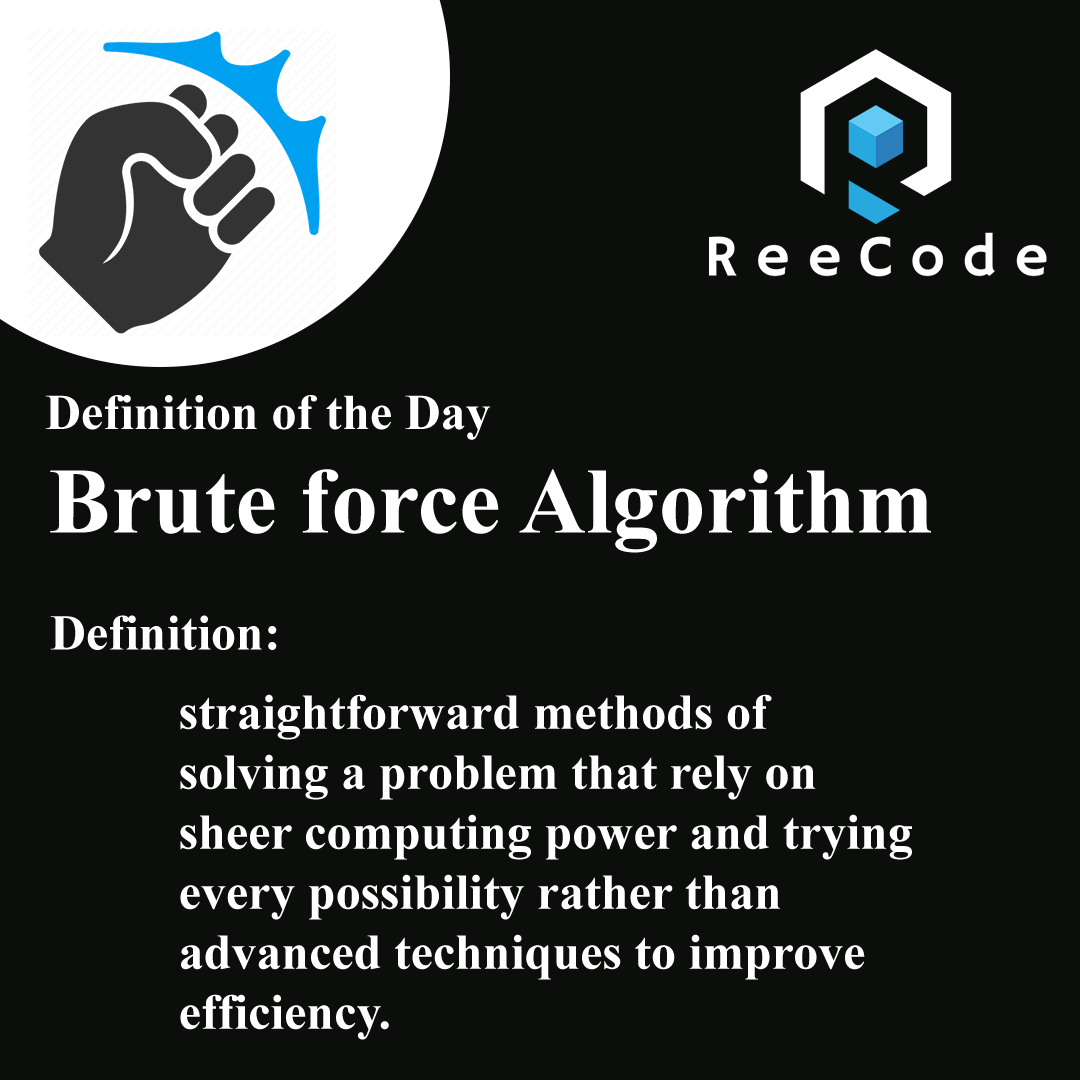 ReeCode
Definition of the Day
Brute force Algorithm
Definition:
straightforward methods of
solving a problem that rely on
sheer computing power and trying
every possibility rather than
advanced techniques to improve
efficiency.